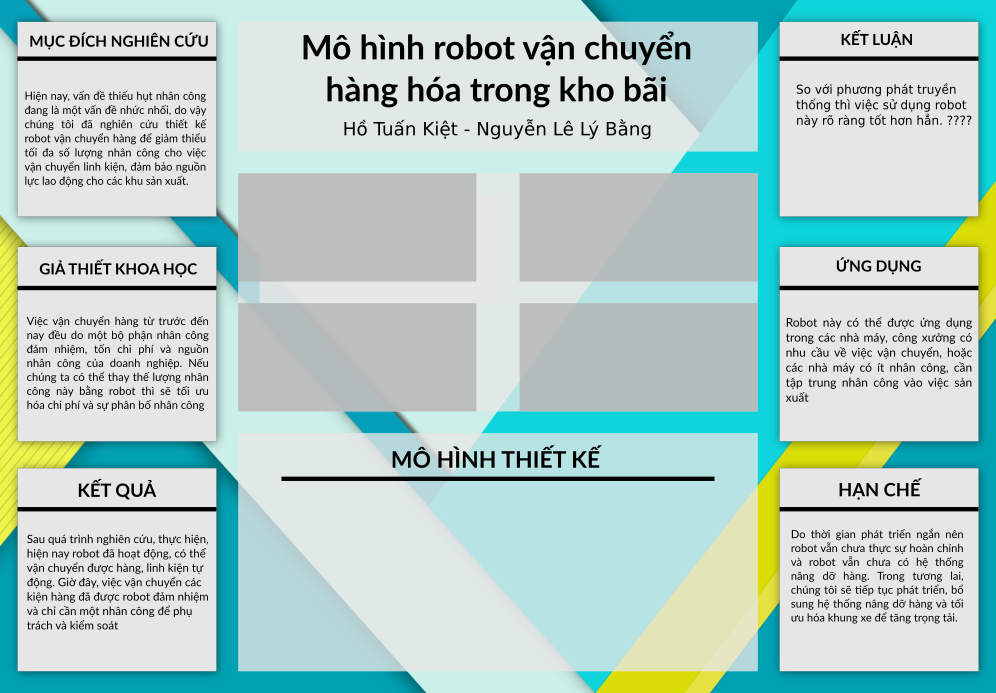 MỤC ĐÍCH NGHIÊN CỨU
Hiện nay, vấn đề thiếu hụt nhân công
đang là một vấn đề nhức nhối, do vậy
chúng tôi đã nghiên cứu thiết kế
robot vận chuyển hàng để giảm thiểu
tối đa số lượng nhân công cho việc
vận chuyển linh kiện, đảm bảo nguồn
lực lao động cho các khu sản xuất.
GIẢ THIẾT KHOA HỌC
Việc vận chuyển hàng từ trước đến
nay đều do một bộ phận nhân công
đảm nhiệm, tốn chi phí và nguồn
nhân công của doanh nghiệp. Nếu
chúng ta có thể thay thế lượng nhân
công này bằng robot thì sẽ tối ưu
hóa chi phí và sự phân bố nhân công
KẾT QUẢ
Sau quá trình nghiên cứu, thực hiện,
hiện nay robot đã hoạt động, có thể
vận chuyển được hàng, linh kiện tự
động. Giờ đây, việc vận chuyển các
kiện hàng đã được robot đảm nhiệm
và chỉ cần một nhân công để phụ
trách và kiểm soát
Mô hình robot vận chuyển
hàng hóa trong kho bãi
Hồ Tuấn Kiệt - Nguyễn Lê Lý Bằng
MÔ HÌNH THIẾT KẾ
KẾT LUẬN
So với phương phát truyền
thống thì việc sử dụng robot
này rõ ràng tốt hơn hẳn. ????
ỨNG DỤNG
Robot này có thể được ứng dụng
trong các nhà máy, công xưởng có
nhu cầu về việc vận chuyển, hoặc
các nhà máy có ít nhân công, cần
tập trung nhân công vào việc sản
xuất
HẠN CHẾ
Do thời gian phát triển ngắn nên
robot vẫn chưa thực sự hoàn chỉnh
và robot vẫn chưa có hệ thống
nâng dỡ hàng. Trong tương lai,
chúng tôi sẽ tiếp tục phát triển, bổ
sung hệ thống nâng dỡ hàng và tối
ưu hóa khung xe để tăng trọng tải.